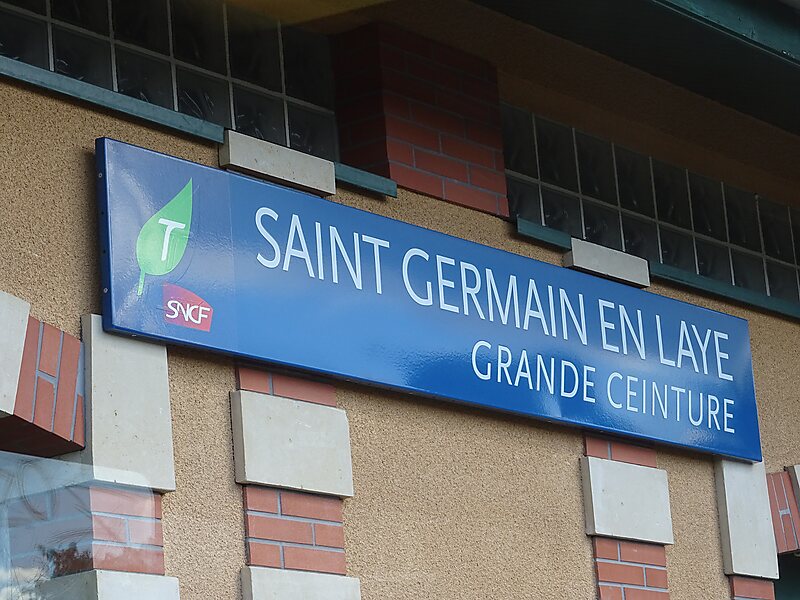 T
SNCF
SAINT GERMAIN EN LAYE
GRANDE CEINTURE